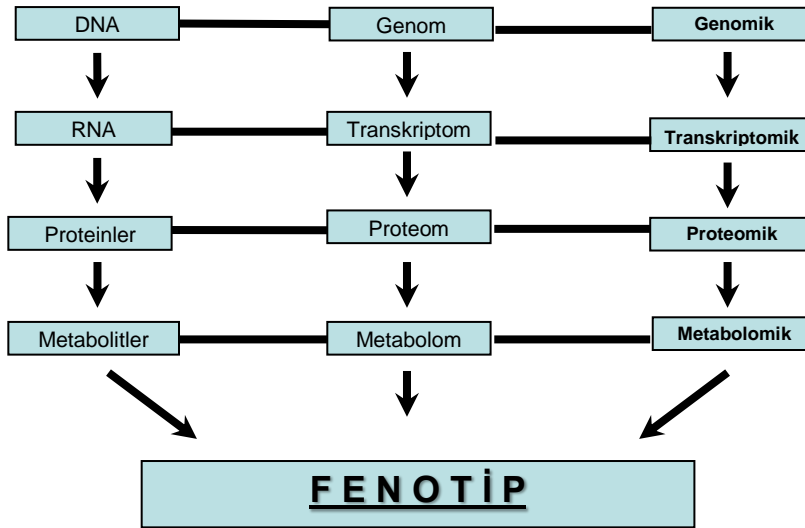 DNA
Genom
Genomik
RNA
Transkriptom
Transkriptomik
Proteinler
Proteom
Proteomik
Metabolitler
Metabolom
Metabolomik
F E N O T İ P